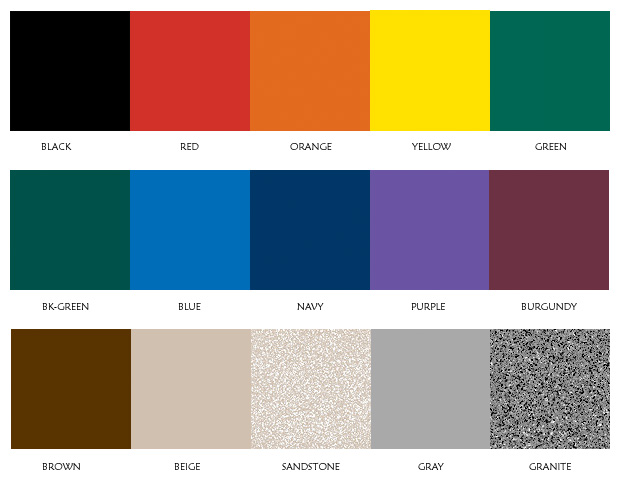 BLACK RED ORANGE YELLOW GREEN
BK-GREEN BLUE NAVY PURPLE BURGUNDY
BROWN BEIGE SANDSTONE GRAY GRANITE